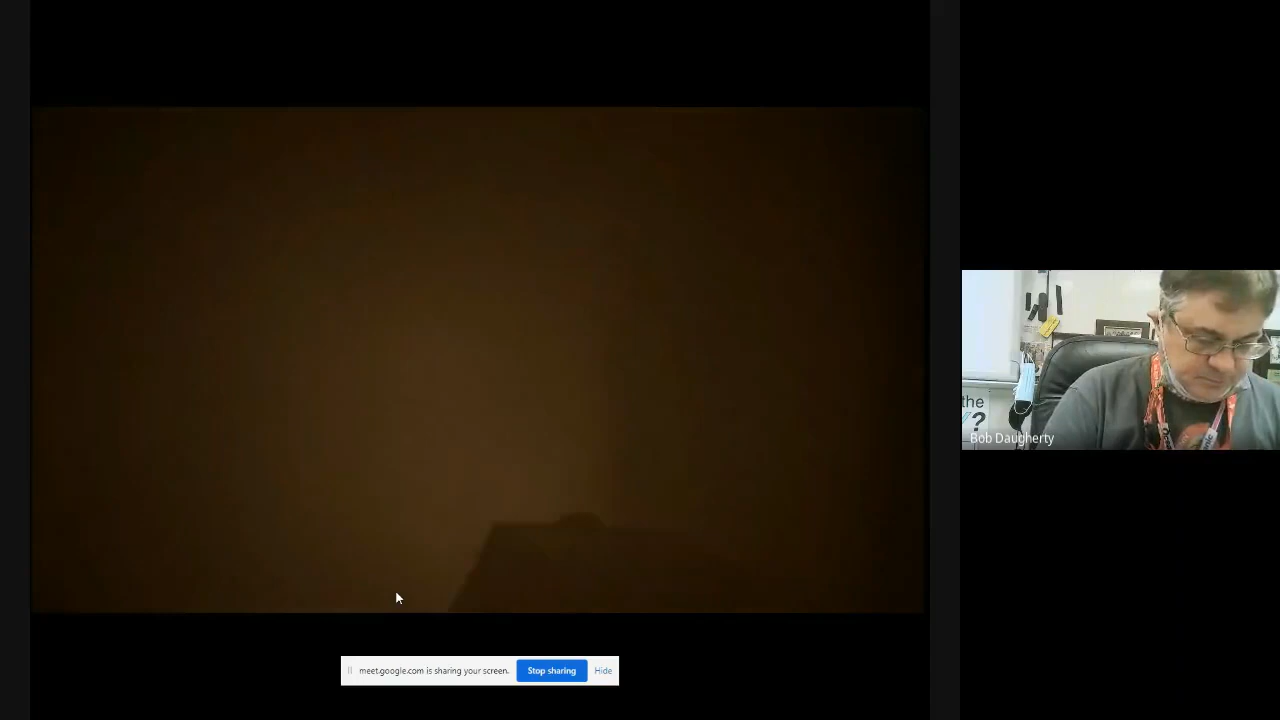 the
?
Bob Daugherty
meet.google.com is sharing your screen.
Stop sharing
Hide